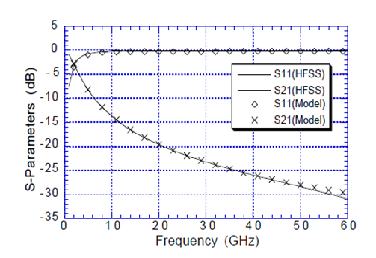 5
0
-5
-10
-15
-20
-25
-30
-35
S-Parameters (dB)
S11(HFSS)
S21(HFSS)
S11(Model)
S21(Model)
0 10 20 30 40 50 60
Frequency (GHz)